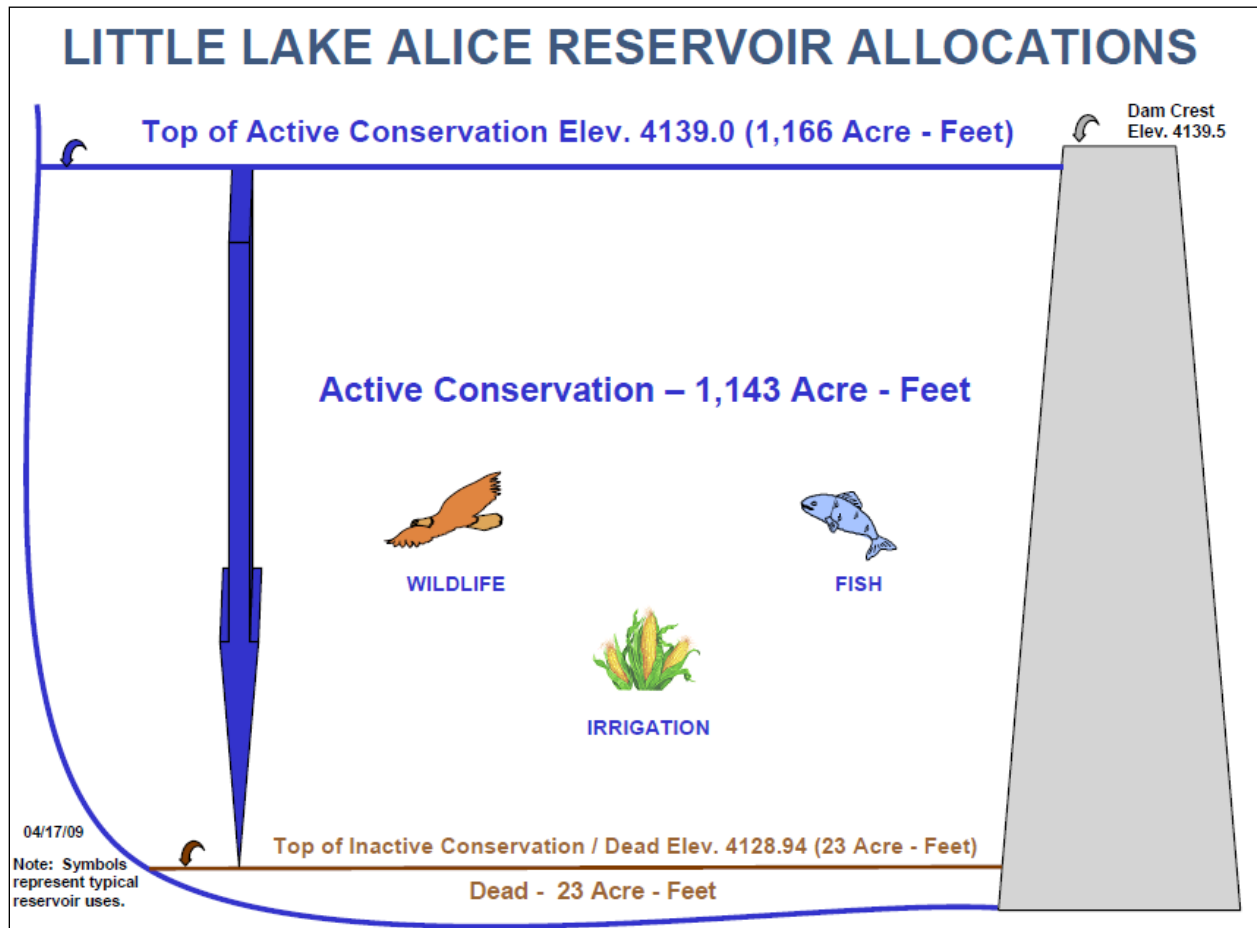 LITTLE LAKE ALICE RESERVOIR ALLOCATIONS
Top of Active Conservation Elev. 4139.0 (1,166 Acre - Feet)
Dam Crest
Elev. 4139.5
Active Conservation – 1,143 Acre - Feet
WILDLIFE
FISH
IRRIGATION
04/17/09
Note:  Symbols
represent typical
reservoir uses.
Top of Inactive Conservation / Dead Elev. 4128.94 (23 Acre - Feet)
Dead -  23 Acre - Feet